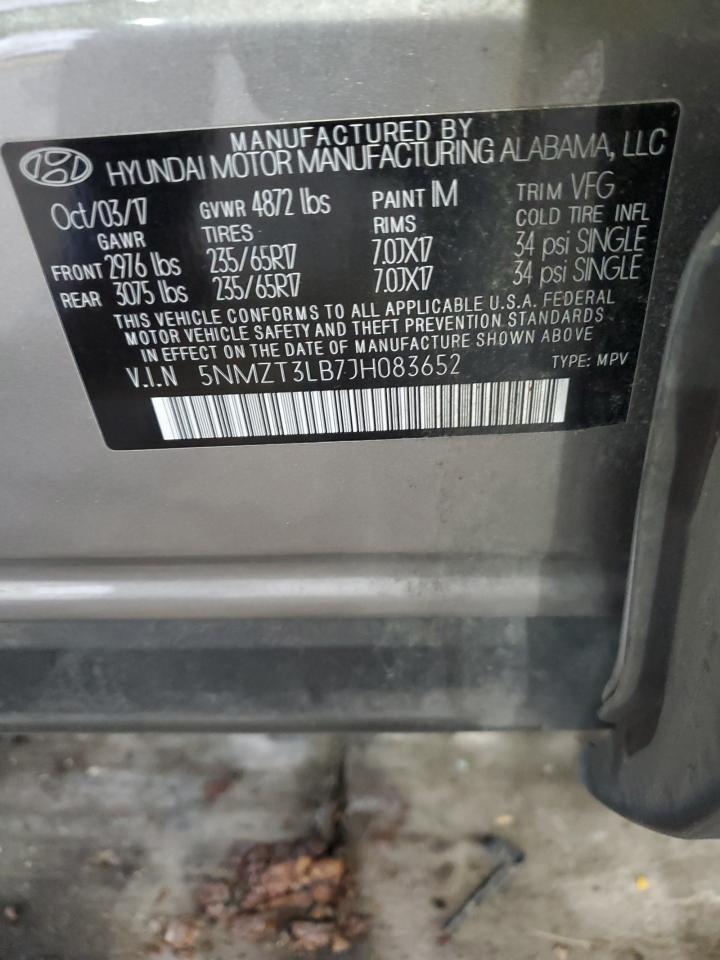 MANUFACTURED BY
HYUNDAI MOTOR MANUFACTURING ALABAMA, LLC
Oct/03/17 GVWR 4872 lbs PAINT IM TRIM VFG
GAWR TIRES RIMS COLD TIRE INFL
FRONT 2976 lbs 235/65R17 7.0JX17 34 psi SINGLE
REAR 3075 lbs 235/65R17 7.0JX17 34 psi SINGLE
THIS VEHICLE CONFORMS TO ALL APPLICABLE U.S.A. FEDERAL
MOTOR VEHICLE SAFETY AND THEFT PREVENTION STANDARDS
IN EFFECT ON THE DATE OF MANUFACTURE SHOWN ABOVE
V.I.N 5NMZT3LB7JH083652 TYPE: MPV